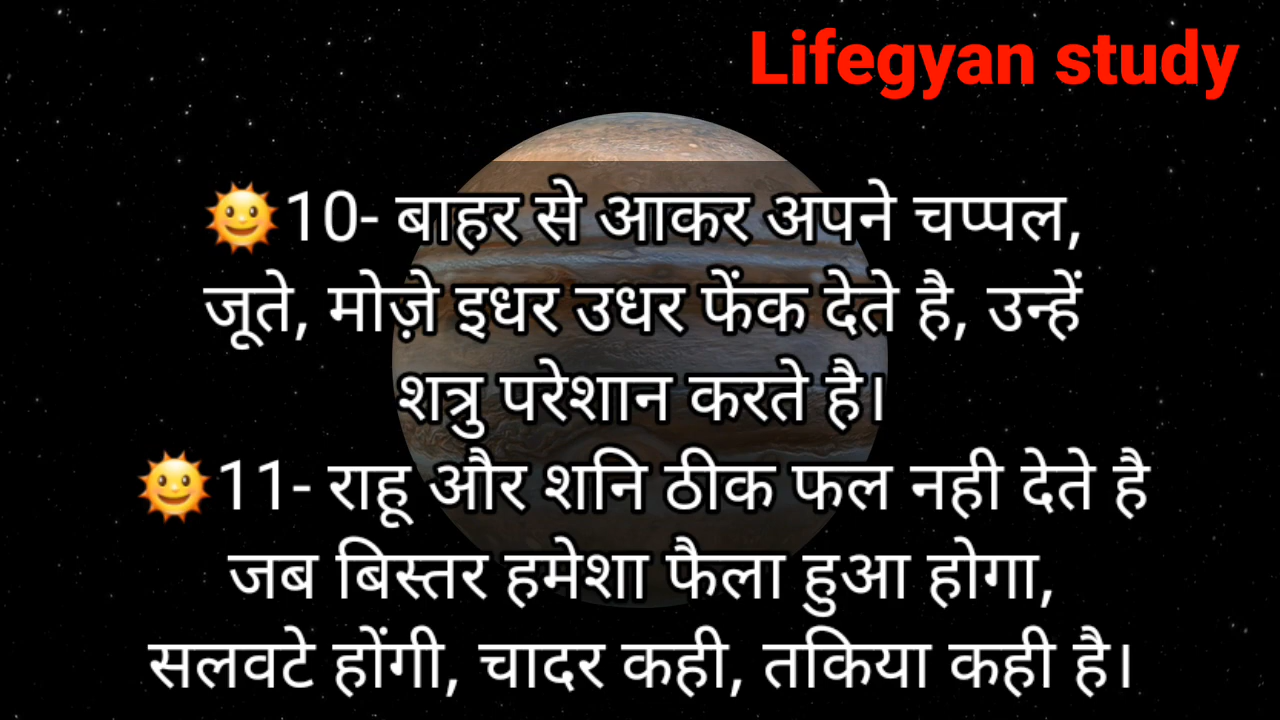 Lifegyan study
🌞10- बाहर से आकर अपने चप्पल,
जूते, मोज़े इधर उधर फेंक देते है, उन्हें
शत्रु परेशान करते है।
🌞11- राहू और शनि ठीक फल नही देते है
जब बिस्तर हमेशा फैला हुआ होगा,
सलवटे होंगी, चादर कही, तकिया कही है।